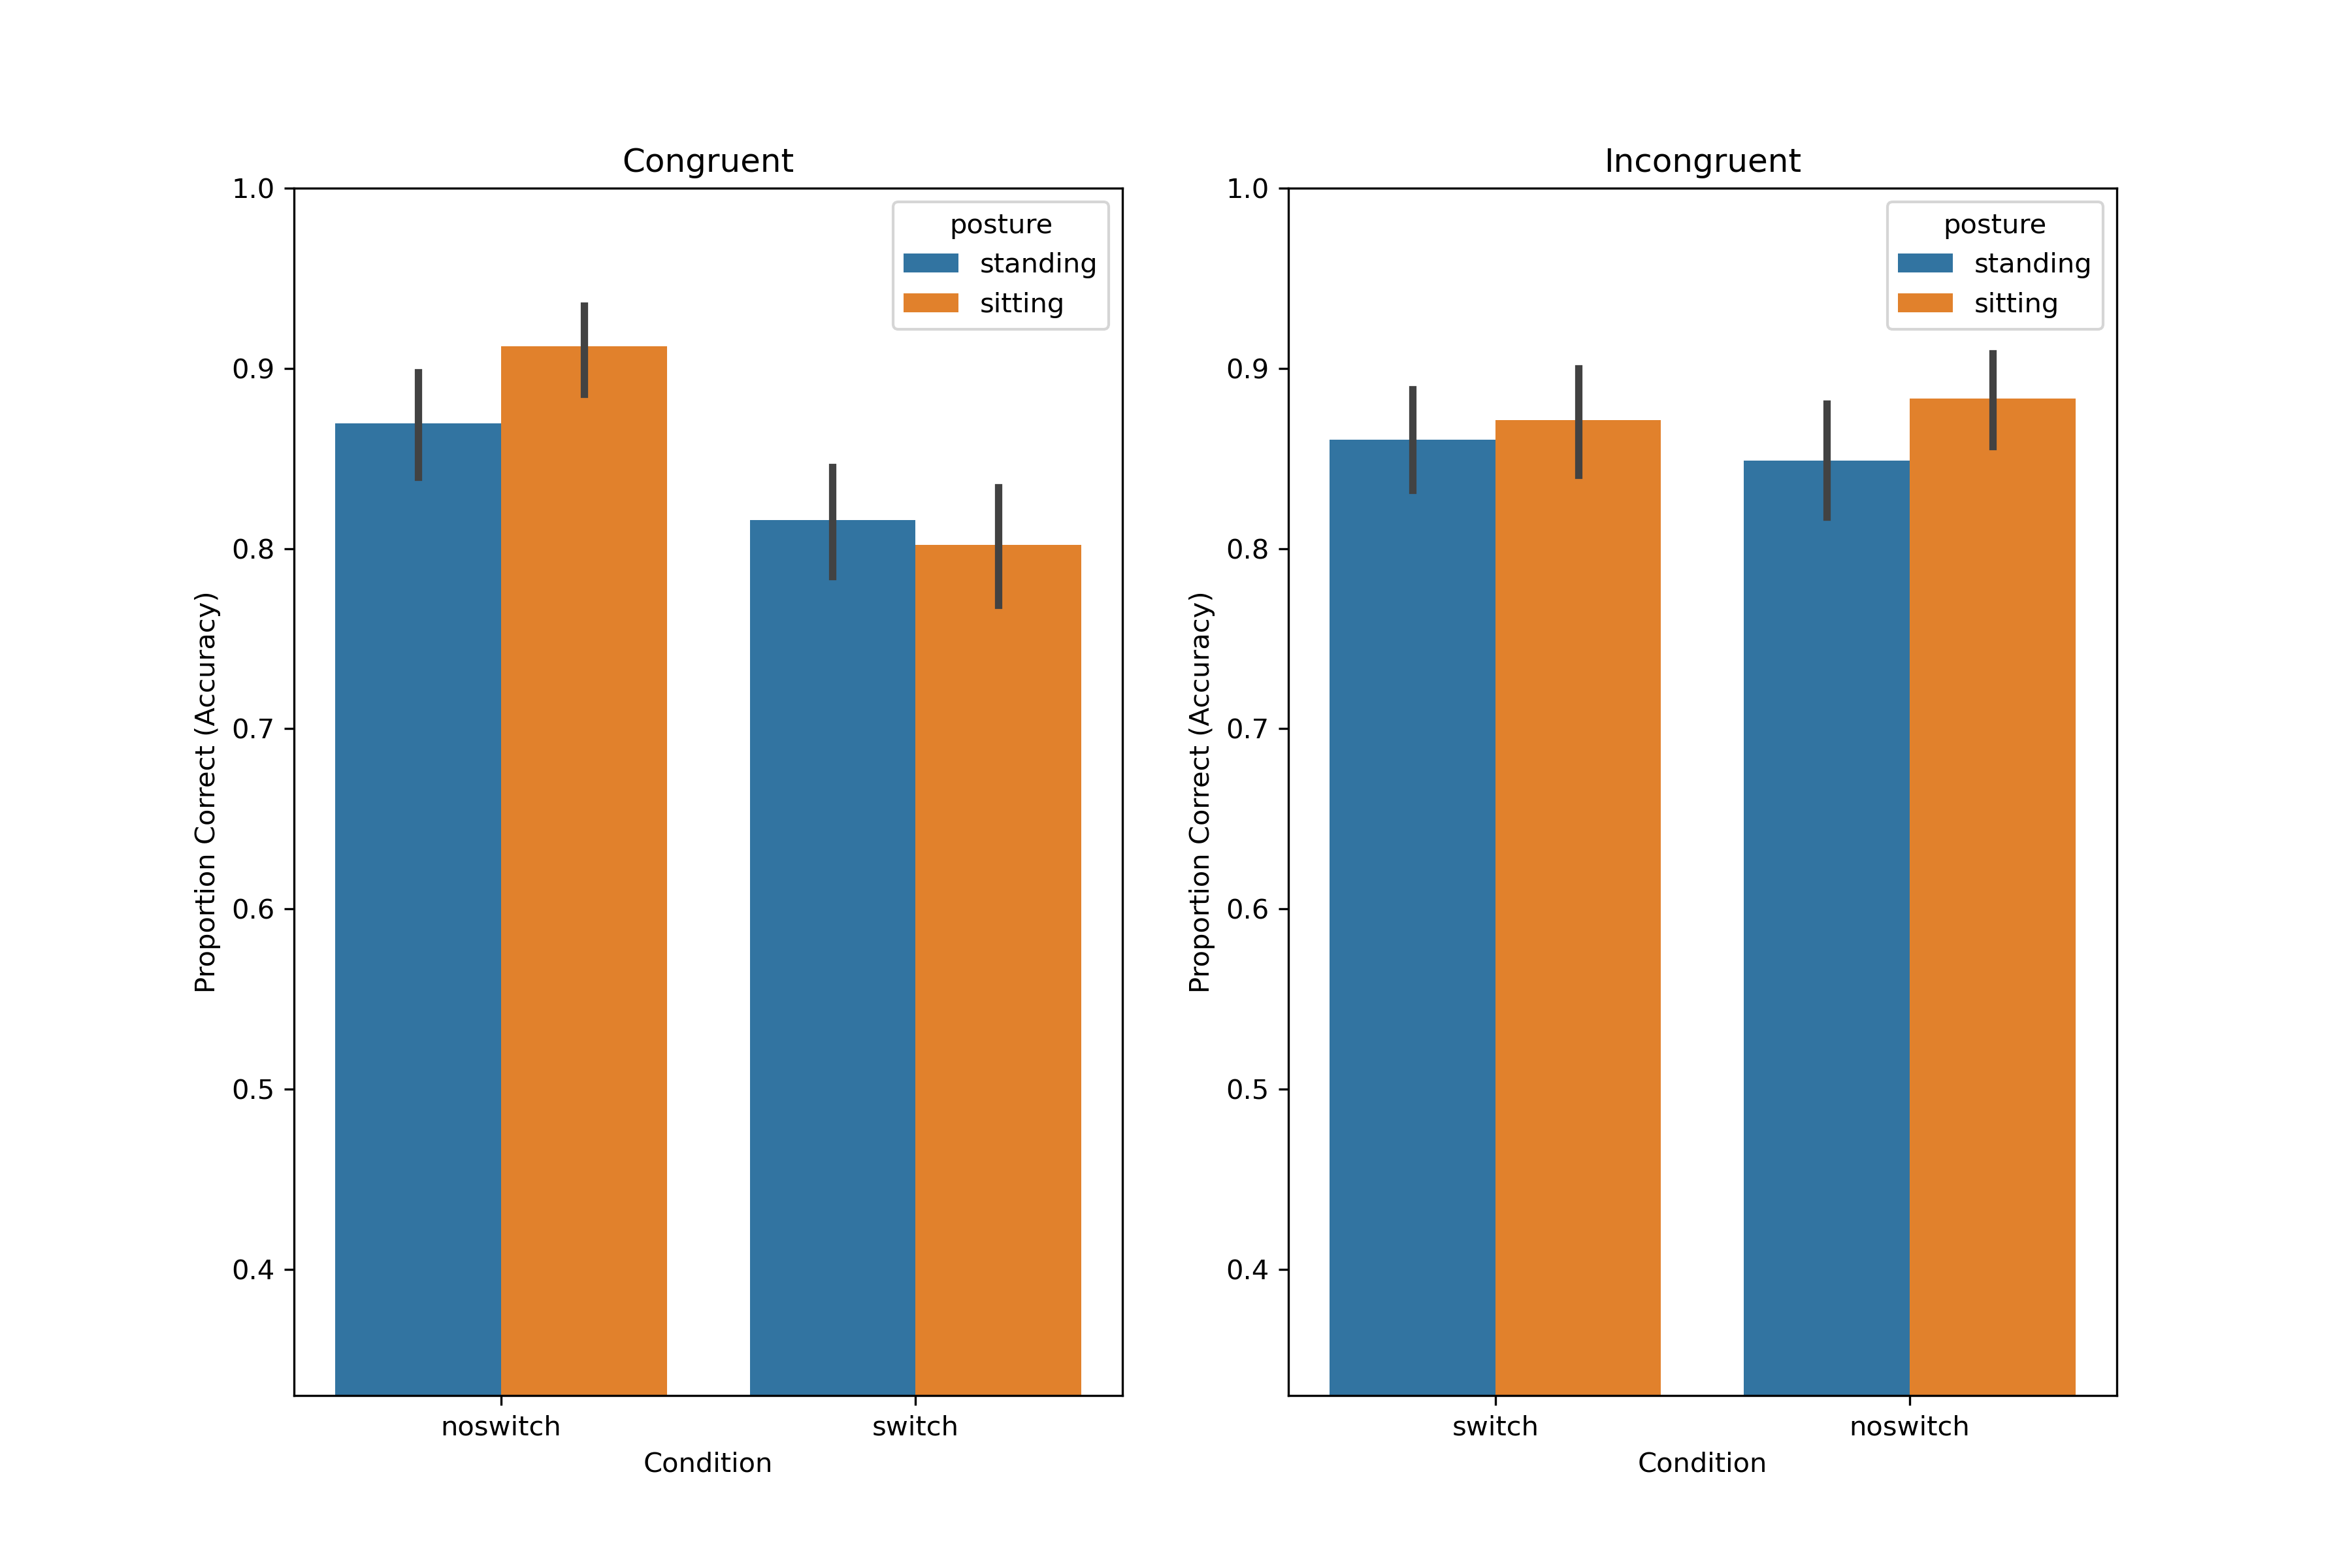 Congruent
1.0
0.9
0.8
0.7
0.6
0.5
0.4
Proportion Correct (Accuracy)
posture
standing
sitting
noswitch
switch
Condition
Incongruent
1.0
0.9
0.8
0.7
0.6
0.5
0.4
Proportion Correct (Accuracy)
posture
standing
sitting
switch
noswitch
Condition